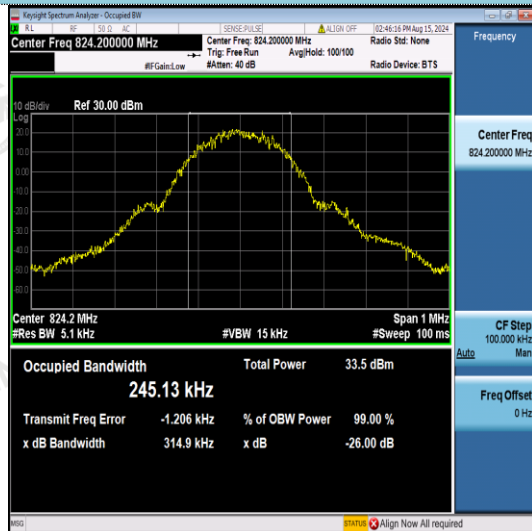 Keysight Spectrum Analyzer - Occupied BW
RL RF 50 Ω AC SENSE:PULSE ALIGN OFF 02:46:16 PM Aug 15, 2024
Center Freq 824.200000 MHz
Center Freq: 824.200000 MHz
Radio Std: None
Trig: Free Run Avg|Hold: 100/100
#IFGain:Low #Atten: 40 dB Radio Device: BTS
10 dB/div Ref 30.00 dBm
Log
20.0
10.0
0.00
-10.0
-20.0
-30.0
-40.0
-50.0
-60.0
Center 824.2 MHz Span 1 MHz
#Res BW 5.1 kHz #VBW 15 kHz #Sweep 100 ms
Occupied Bandwidth Total Power 33.5 dBm
245.13 kHz
Transmit Freq Error -1.206 kHz % of OBW Power 99.00 %
x dB Bandwidth 314.9 kHz x dB -26.00 dB
MSG STATUS Align Now All required
Frequency
Center Freq
824.200000 MHz
CF Step
100.000 kHz
Auto Man
Freq Offset
0 Hz